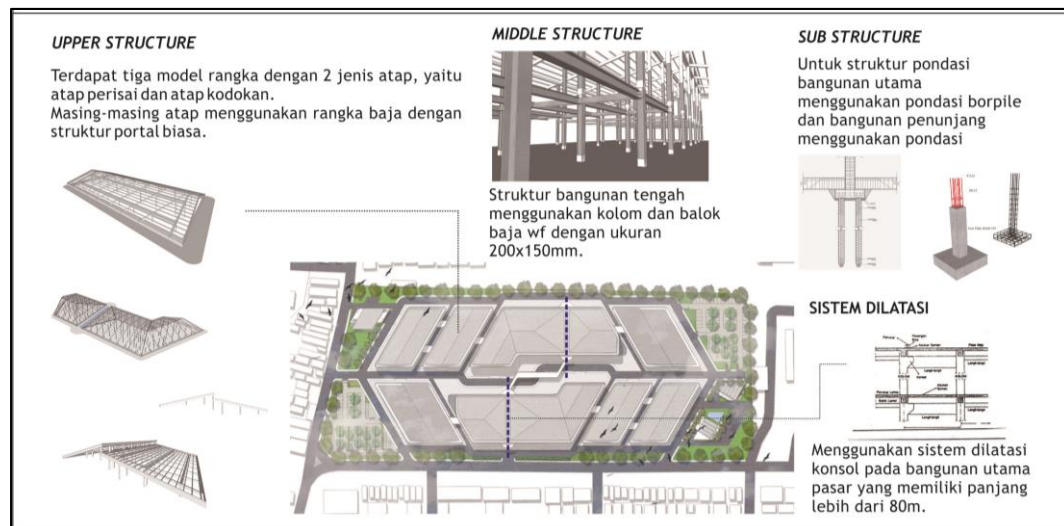 UPPER STRUCTURE
Terdapat tiga model rangka dengan 2 jenis atap, yaitu
atap perisai dan atap kodokan.
Masing-masing atap menggunakan rangka baja dengan
struktur portal biasa.
MIDDLE STRUCTURE
Struktur bangunan tengah
menggunakan kolom dan balok
baja wf dengan ukuran
200x150mm.
SUB STRUCTURE
Untuk struktur pondasi
bangunan utama
menggunakan pondasi borpile
dan bangunan penunjang
menggunakan pondasi
SISTEM DILATASI
Menggunakan sistem dilatasi
konsol pada bangunan utama
pasar yang memiliki panjang
lebih dari 80m.